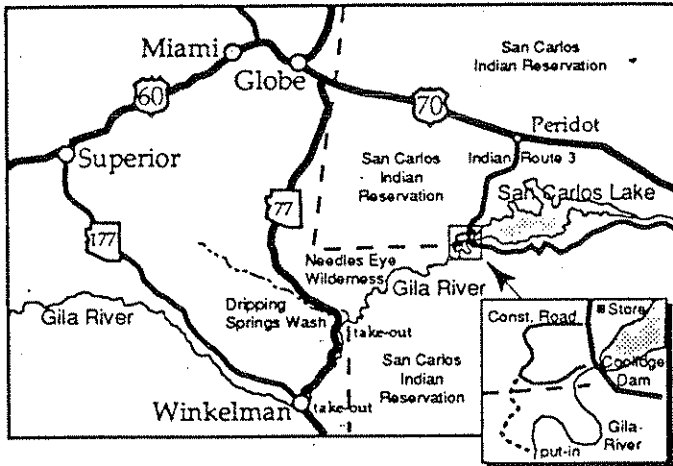 Miami
Globe
60
70
San Carlos
Indian Reservation
Peridot
Superior
San Carlos
Indian
Reservation
Indian Route 3
San Carlos Lake
177
77
Needles Eye
Wilderness
Gila River
Gila River
Dripping
Springs Wash
take-out
San Carlos
Indian
Reservation
Winkelman
take-out
Const. Road
Store
Coolidge
Dam
Gila
River
put-in